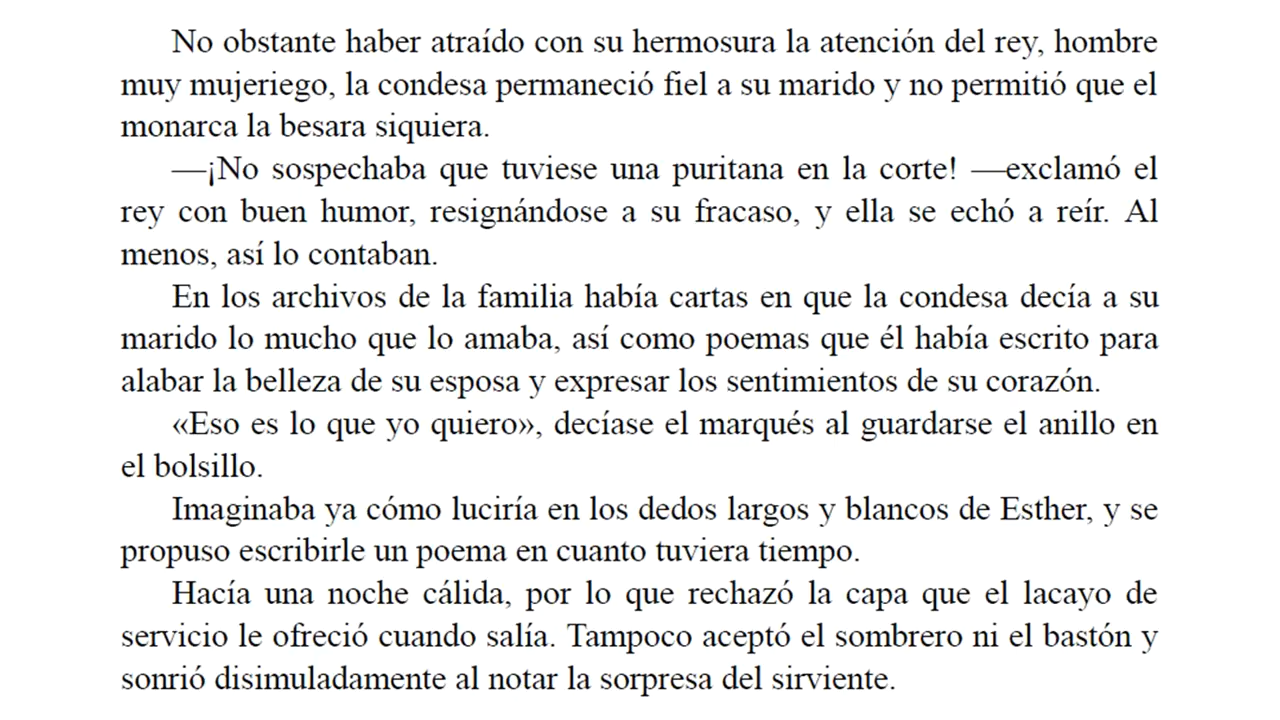 No obstante haber atraído con su hermosura la atención del rey, hombre
muy mujeriego, la condesa permaneció fiel a su marido y no permitió que el
monarca la besara siquiera.
—¡No sospechaba que tuviese una puritana en la corte! —exclamó el
rey con buen humor, resignándose a su fracaso, y ella se echó a reír. Al
menos, así lo contaban.
En los archivos de la familia había cartas en que la condesa decía a su
marido lo mucho que lo amaba, así como poemas que él había escrito para
alabar la belleza de su esposa y expresar los sentimientos de su corazón.
«Eso es lo que yo quiero», decíase el marqués al guardarse el anillo en
el bolsillo.
Imaginaba ya cómo luciría en los dedos largos y blancos de Esther, y se
propuso escribirle un poema en cuanto tuviera tiempo.
Hacía una noche cálida, por lo que rechazó la capa que el lacayo de
servicio le ofreció cuando salía. Tampoco aceptó el sombrero ni el bastón y
sonrió disimuladamente al notar la sorpresa del sirviente.